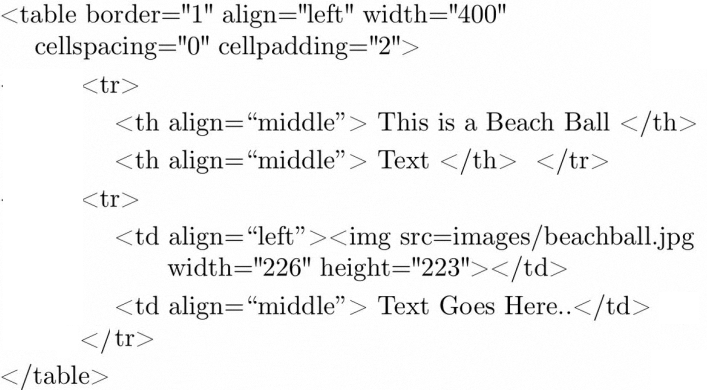 <table border="1" align="left" width="400"
cellspacing="0" cellpadding="2">
<tr>
<th align=“middle”> This is a Beach Ball </th>
<th align=“middle”> Text </th> </tr>
<tr>
<td align=“left”><img src=images/beachball.jpg
width="226" height="223"></td>
<td align=“middle”> Text Goes Here..</td>
</tr>
</table>